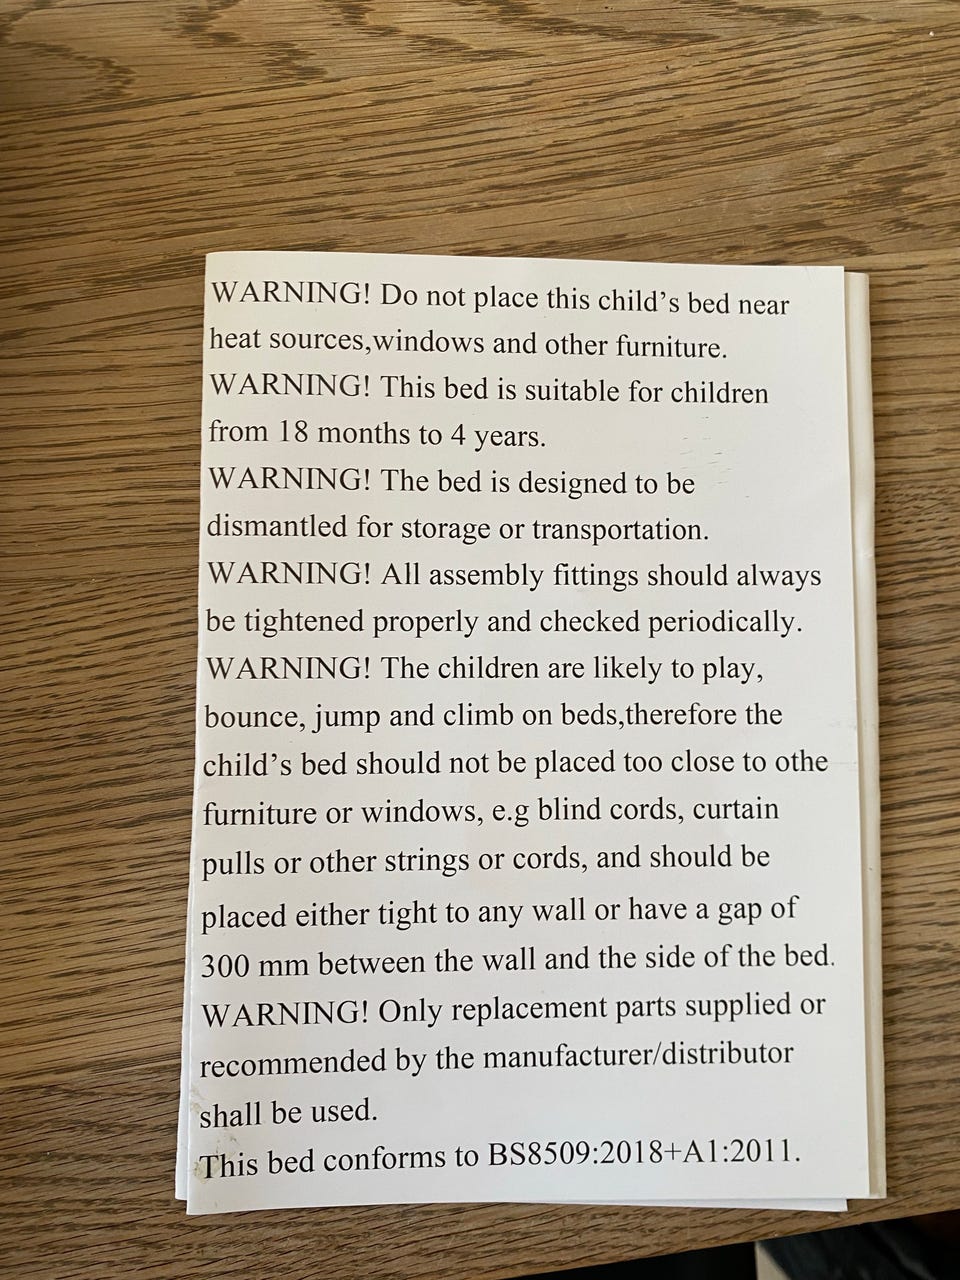 WARNING! Do not place this child’s bed near
heat sources,windows and other furniture.
WARNING! This bed is suitable for children
from 18 months to 4 years.
WARNING! The bed is designed to be
dismantled for storage or transportation.
WARNING! All assembly fittings should always
be tightened properly and checked periodically.
WARNING! The children are likely to play,
bounce, jump and climb on beds,therefore the
child’s bed should not be placed too close to othe
furniture or windows, e.g blind cords, curtain
pulls or other strings or cords, and should be
placed either tight to any wall or have a gap of
300 mm between the wall and the side of the bed.
WARNING! Only replacement parts supplied or
recommended by the manufacturer/distributor
shall be used.
This bed conforms to BS8509:2018+A1:2011.